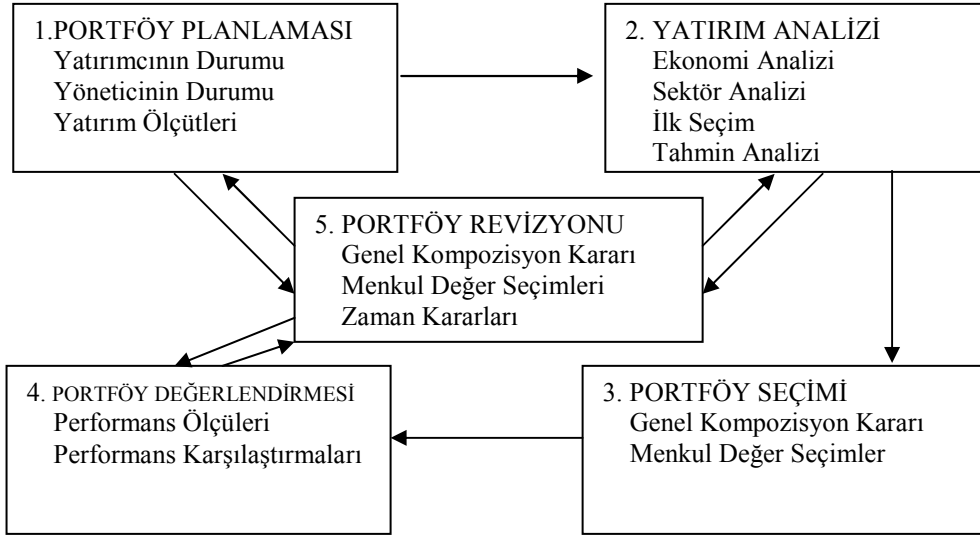 1.PORTFÖY PLANLAMASI
Yatırımcının Durumu
Yöneticinin Durumu
Yatırım Ölçütleri
2. YATIRIM ANALİZİ
Ekonomi Analizi
Sektör Analizi
İlk Seçim
Tahmin Analizi
5. PORTFÖY REVİZYONU
Genel Kompozisyon Kararı
Menkul Değer Seçimleri
Zaman Kararları
4. PORTFÖY DEĞERLENDİRMESİ
Performans Ölçüleri
Performans Karşılaştırmaları
3. PORTFÖY SEÇİMİ
Genel Kompozisyon Kararı
Menkul Değer Seçimler